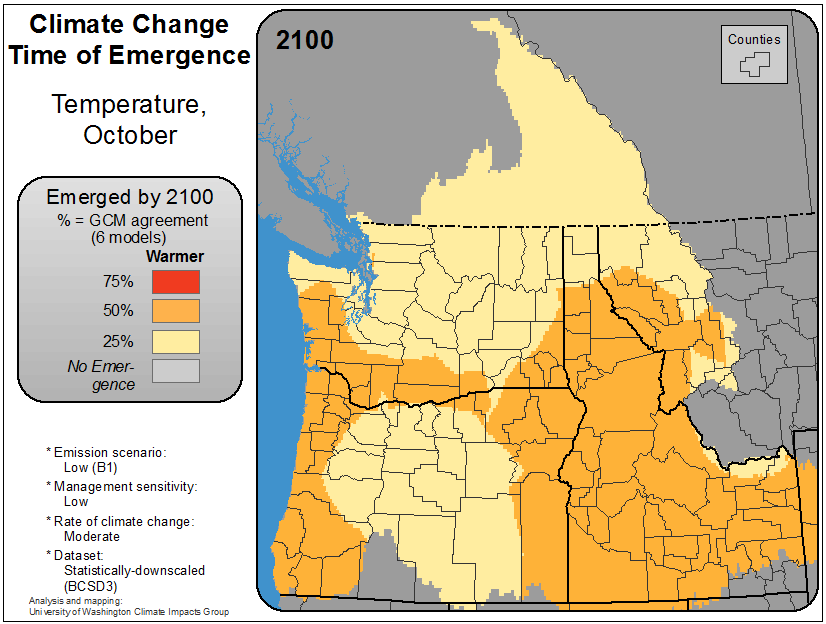 Climate Change
Time of Emergence
Temperature,
October
Emerged by 2100
% = GCM agreement
(6 models)
Warmer
75%
50%
25%
No Emer-
gence
* Emission scenario:
Low (B1)
* Management sensitivity:
Low
* Rate of climate change:
Moderate
* Dataset:
Statistically-downscaled
(BCSD3)
Analysis and mapping:
University of Washington Climate Impacts Group
2100
Counties